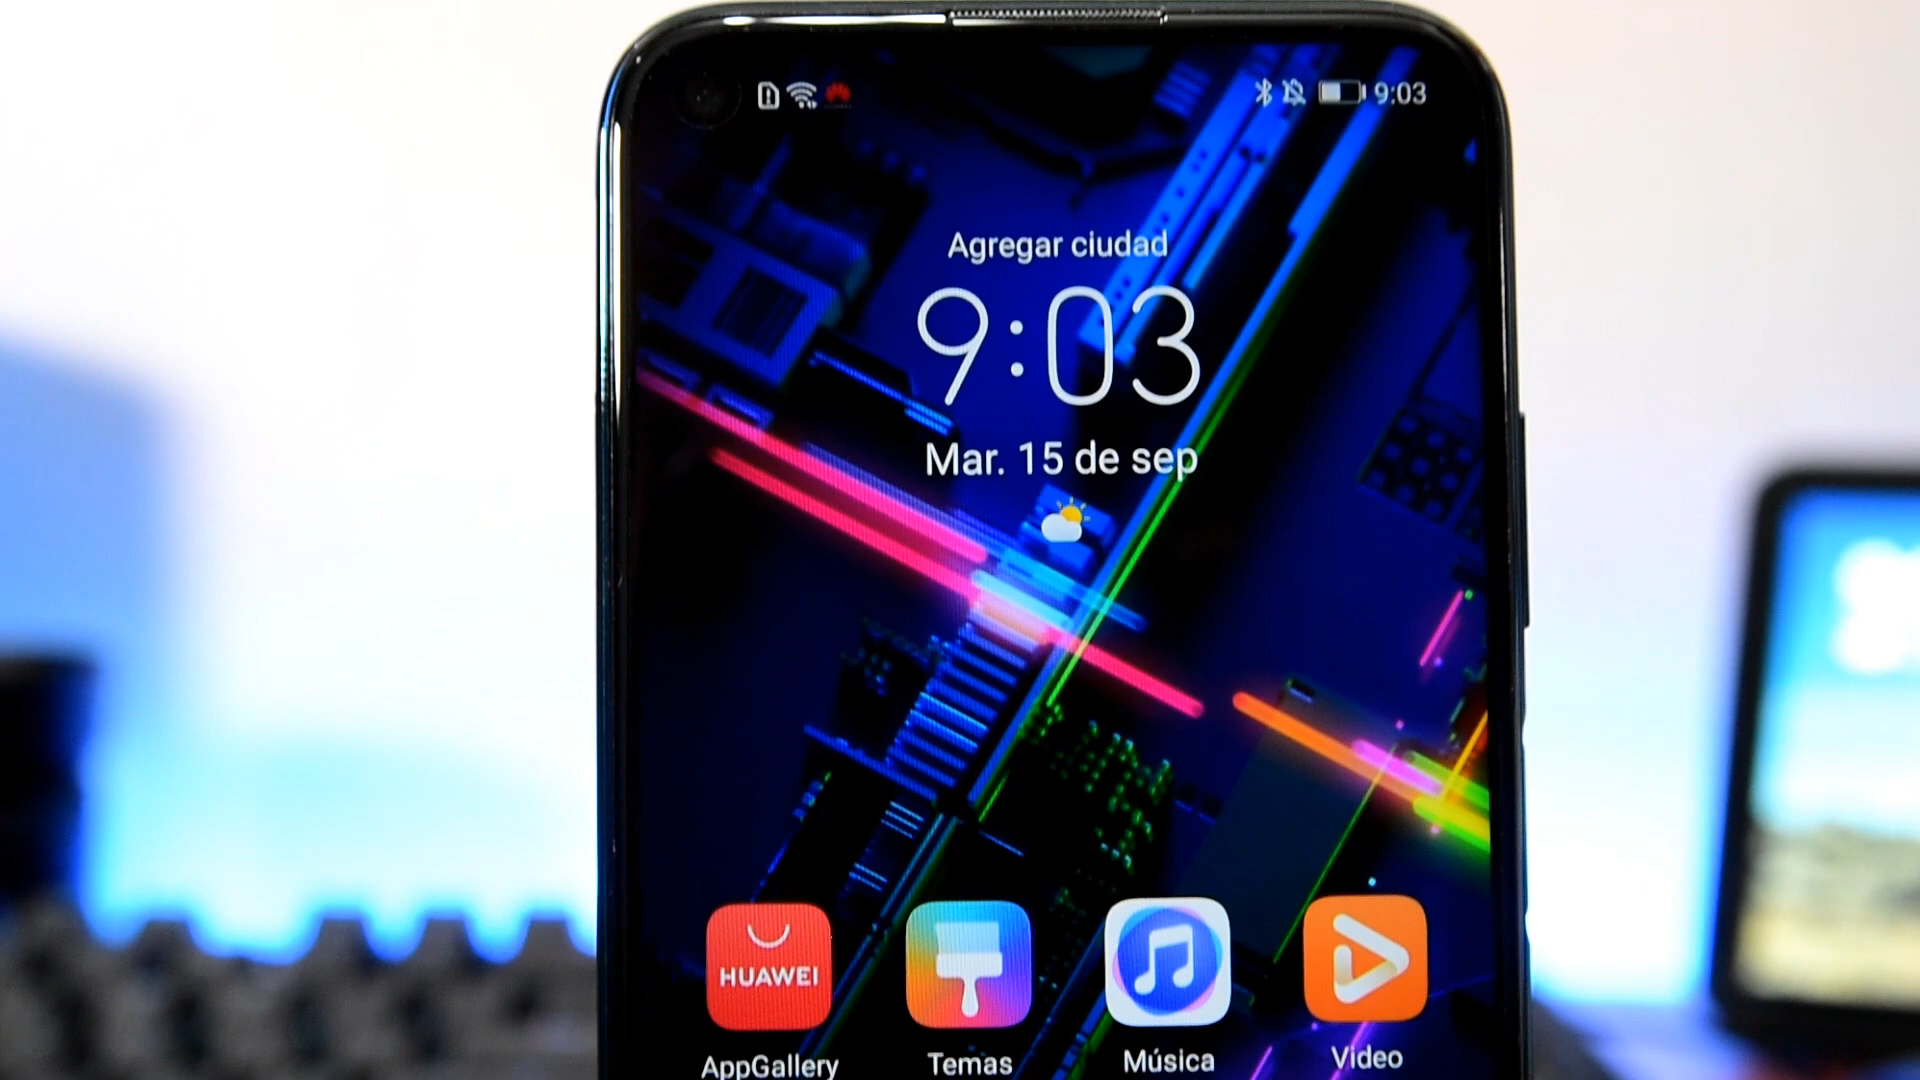 9:03
Agregar ciudad
9:03
Mar. 15 de sep
HUAWEI
AppGallery Temas Música Video